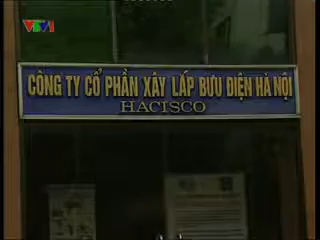 VTV1
CÔNG TY CỔ PHẦN XÂY LẮP BƯU ĐIỆN HÀ NỘI
HACISCO